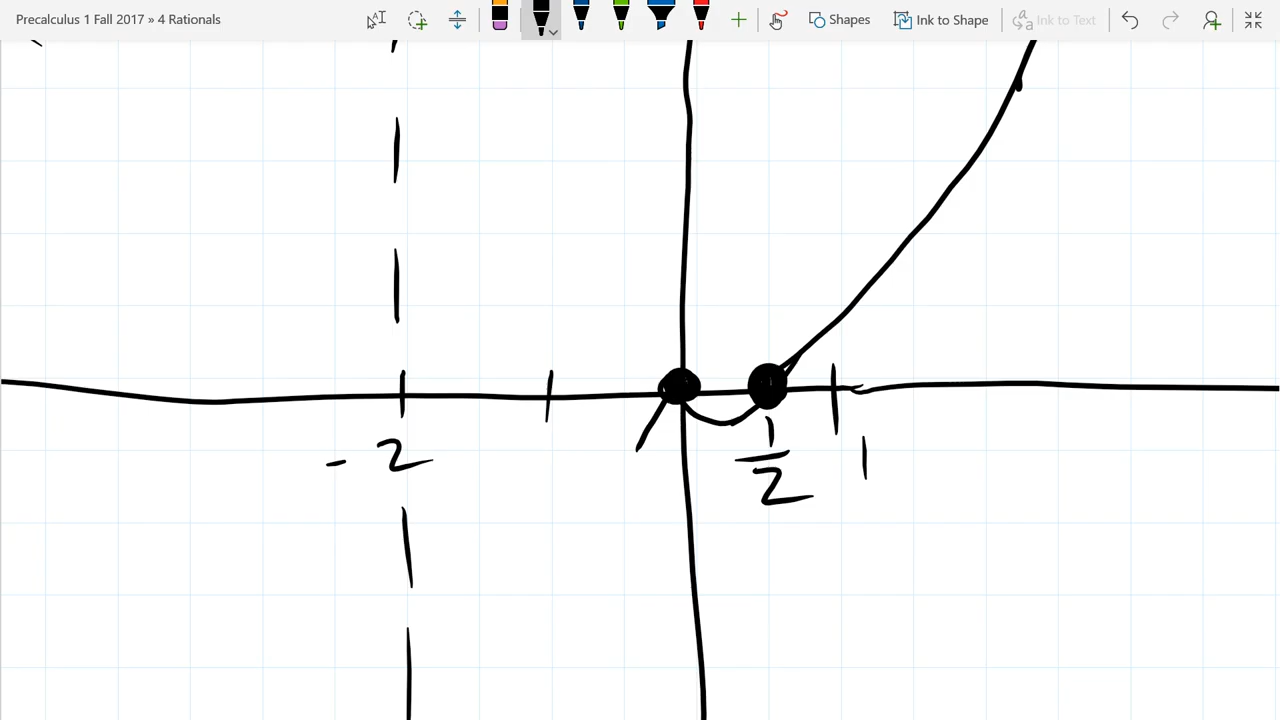 Precalculus 1 Fall 2017 » 4 Rationals
Shapes
Ink to Shape
Ink to Text
-2
1/2
1